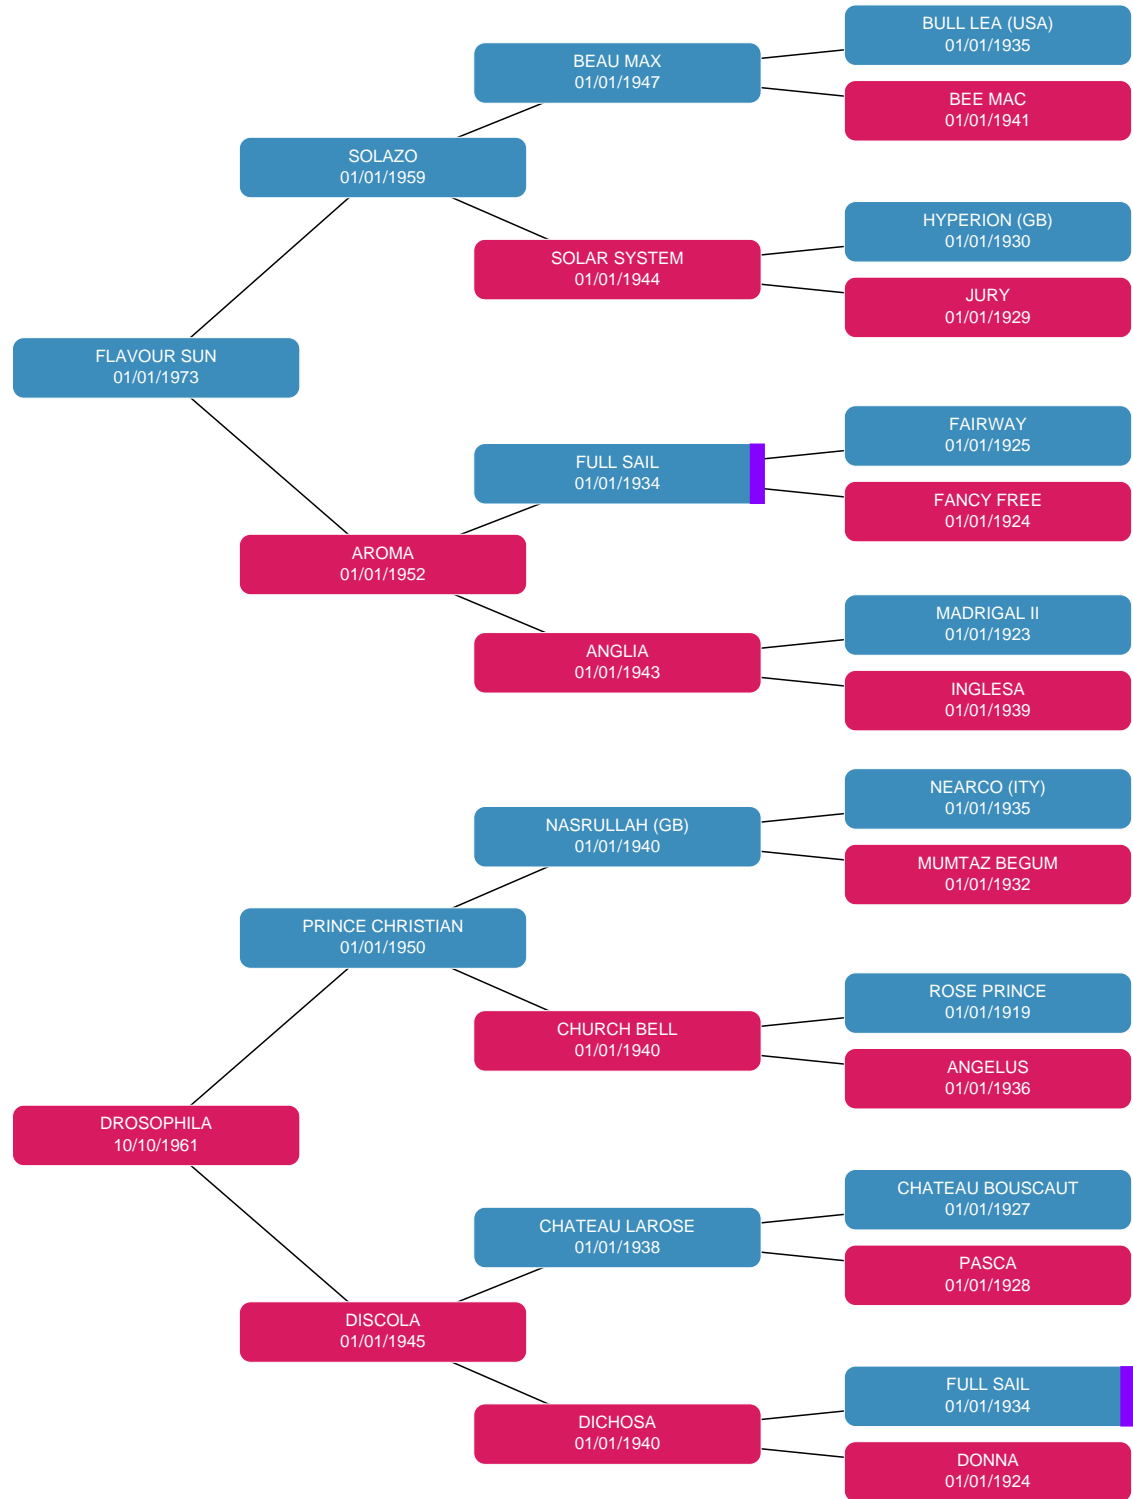 BULL LEA (USA)
01/01/1935
BEAU MAX
01/01/1947
BEE MAC
01/01/1941
SOLAZO
01/01/1959
HYPERION (GB)
01/01/1930
SOLAR SYSTEM
01/01/1944
JURY
01/01/1929
FLAVOUR SUN
01/01/1973
FAIRWAY
01/01/1925
FULL SAIL
01/01/1934
FANCY FREE
01/01/1924
AROMA
01/01/1952
MADRIGAL II
01/01/1923
ANGLIA
01/01/1943
INGLESA
01/01/1939
NEARCO (ITY)
01/01/1935
NASRULLAH (GB)
01/01/1940
MUMTAZ BEGUM
01/01/1932
PRINCE CHRISTIAN
01/01/1950
ROSE PRINCE
01/01/1919
CHURCH BELL
01/01/1940
ANGELUS
01/01/1936
DROSOPHILA
10/10/1961
CHATEAU BOUSCAUT
01/01/1927
CHATEAU LAROSE
01/01/1938
PASCA
01/01/1928
DISCOLA
01/01/1945
FULL SAIL
01/01/1934
DICHOSA
01/01/1940
DONNA
01/01/1924